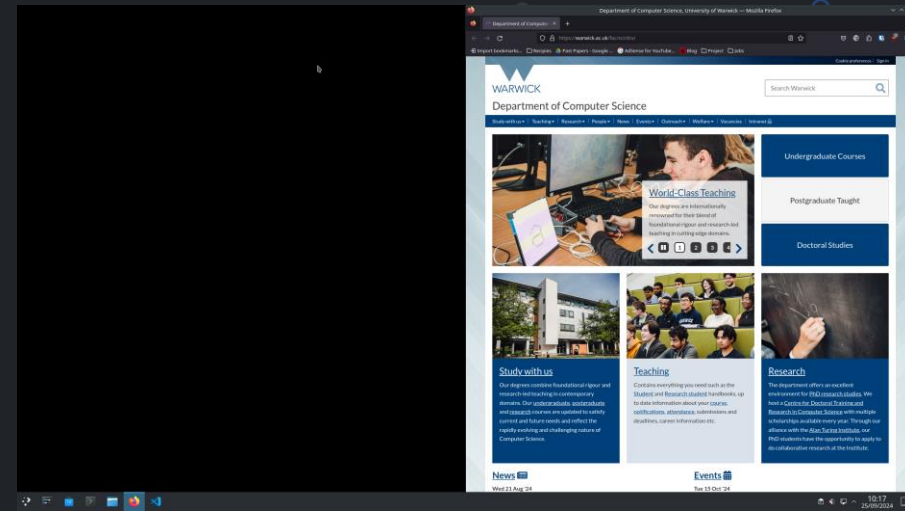 Department of Computer Science, University of Warwick — Mozilla Firefox
Department of Computer
https://warwick.ac.uk/fac/sci/dcs/
Import bookmarks... Recipies Past Papers - Google ... AdSense for YouTube... Blog Project Jobs
Cookie preferences Sign in
WARWICK
Search Warwick
Department of Computer Science
Study with us Teaching Research People News Events Outreach Welfare Vacancies Intranet
World-Class Teaching
Our degrees are internationally
renowned for their blend of
foundational rigour and research-led
teaching in cutting edge domains.
1 2 3 4
Undergraduate Courses
Postgraduate Taught
Doctoral Studies
Study with us
Our degrees combine foundational rigour and
research-led teaching in contemporary
domains. Our undergraduate, postgraduate
and research courses are updated to satisfy
current and future needs and reflect the
rapidly evolving and challenging nature of
Computer Science.
Teaching
Contains everything you need such as the
Student and Research student handbooks, up
to date information about your course,
notifications, attendance, submissions and
deadlines, career information etc.
Research
The department offers an excellent
environment for PhD research studies. We
host a Centre for Doctoral Training and
Research in Computer Science with multiple
scholarships available every year. Through our
alliance with the Alan Turing Institute, our
PhD students have the opportunity to apply to
do collaborative research at the Institute.
News
Wed 21 Aug '24
Events
Tue 15 Oct '24
10:17
25/09/2024